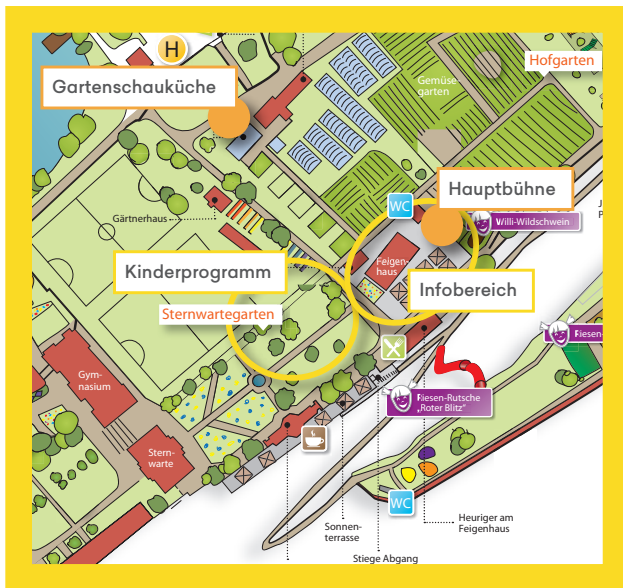 H
Hofgarten
Gartenschauküche
Gemüse-
garten
WC
Hauptbühne
Willi-Wildschwein
J
P
Gärtnerhaus
Feigen-
haus
Kinderprogramm
Infobereich
Sternwartegarten
Riesen-
Gym-
nasium
Riesen-Rutsche
„Roter Blitz“
Stern-
warte
WC
Sonnen-
terrasse
Heuriger am
Feigenhaus
Stiege Abgang